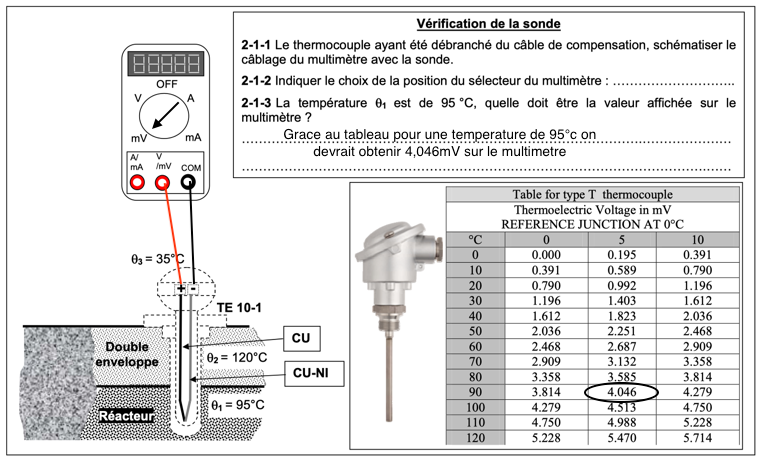 Vérification de la sonde
2-1-1 Le thermocouple ayant été débranché du câble de compensation, schématiser le
câblage du multimètre avec la sonde.
2-1-2 Indiquer le choix de la position du sélecteur du multimètre : ................................
2-1-3 La température θ1 est de 95 °C, quelle doit être la valeur affichée sur le
multimètre ?
Grace au tableau pour une temperature de 95°c on
devrait obtenir 4,046mV sur le multimetre
OFF
V A
mV mA
A/ V
mA /mV COM
θ3 = 35°C
+ -
TE 10-1
CU
Double
enveloppe
θ2 = 120°C
CU-NI
Réacteur
θ1 = 95°C
Table for type T thermocouple
Thermoelectric Voltage in mV
REFERENCE JUNCTION AT 0°C
°C 0 5 10
0 0.000 0.195 0.391
10 0.391 0.589 0.790
20 0.790 0.992 1.196
30 1.196 1.403 1.612
40 1.612 1.823 2.036
50 2.036 2.251 2.468
60 2.468 2.687 2.909
70 2.909 3.132 3.358
80 3.358 3.585 3.814
90 3.814 4.046 4.279
100 4.279 4.513 4.750
110 4.750 4.988 5.228
120 5.228 5.470 5.714